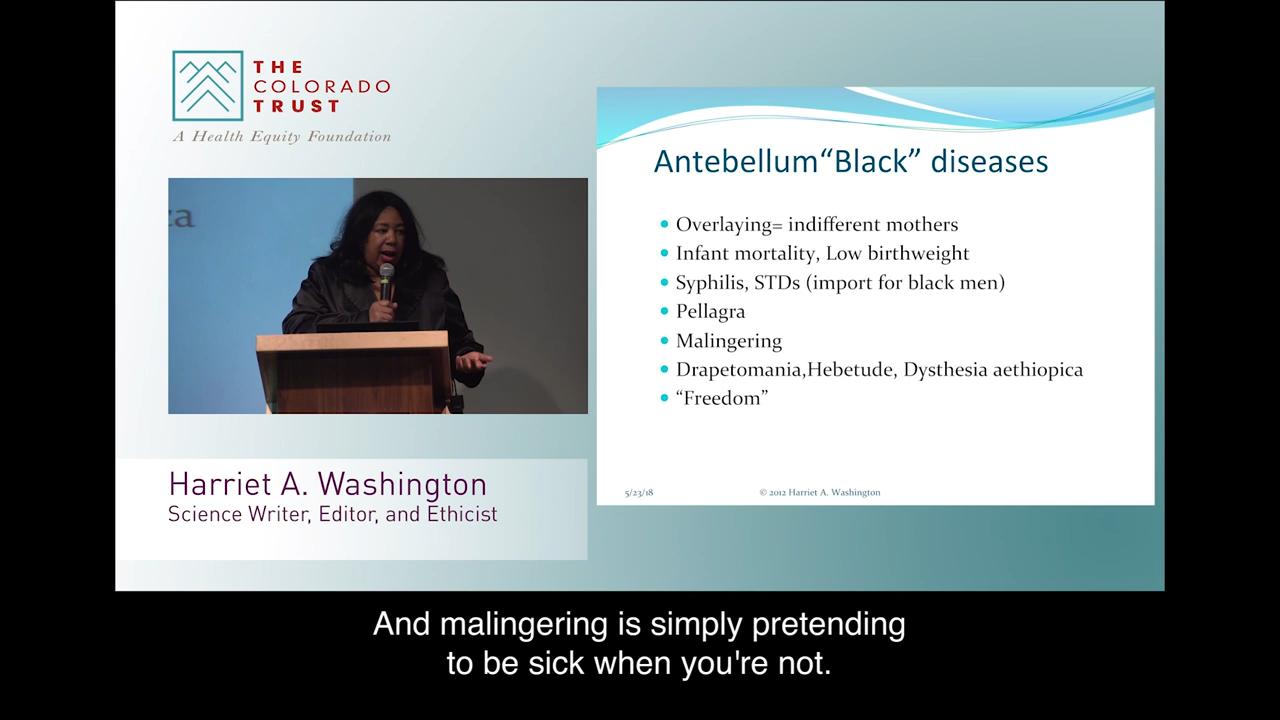 THE
COLORADO
TRUST
A Health Equity Foundation
ca
Harriet A. Washington
Science Writer, Editor, and Ethicist
Antebellum“Black” diseases
Overlaying= indifferent mothers
Infant mortality, Low birthweight
Syphilis, STDs (import for black men)
Pellagra
Malingering
Drapetomania,Hebetude, Dysthesia aethiopica
“Freedom”
5/23/18
© 2012 Harriet A. Washington
And malingering is simply pretending
to be sick when you're not.